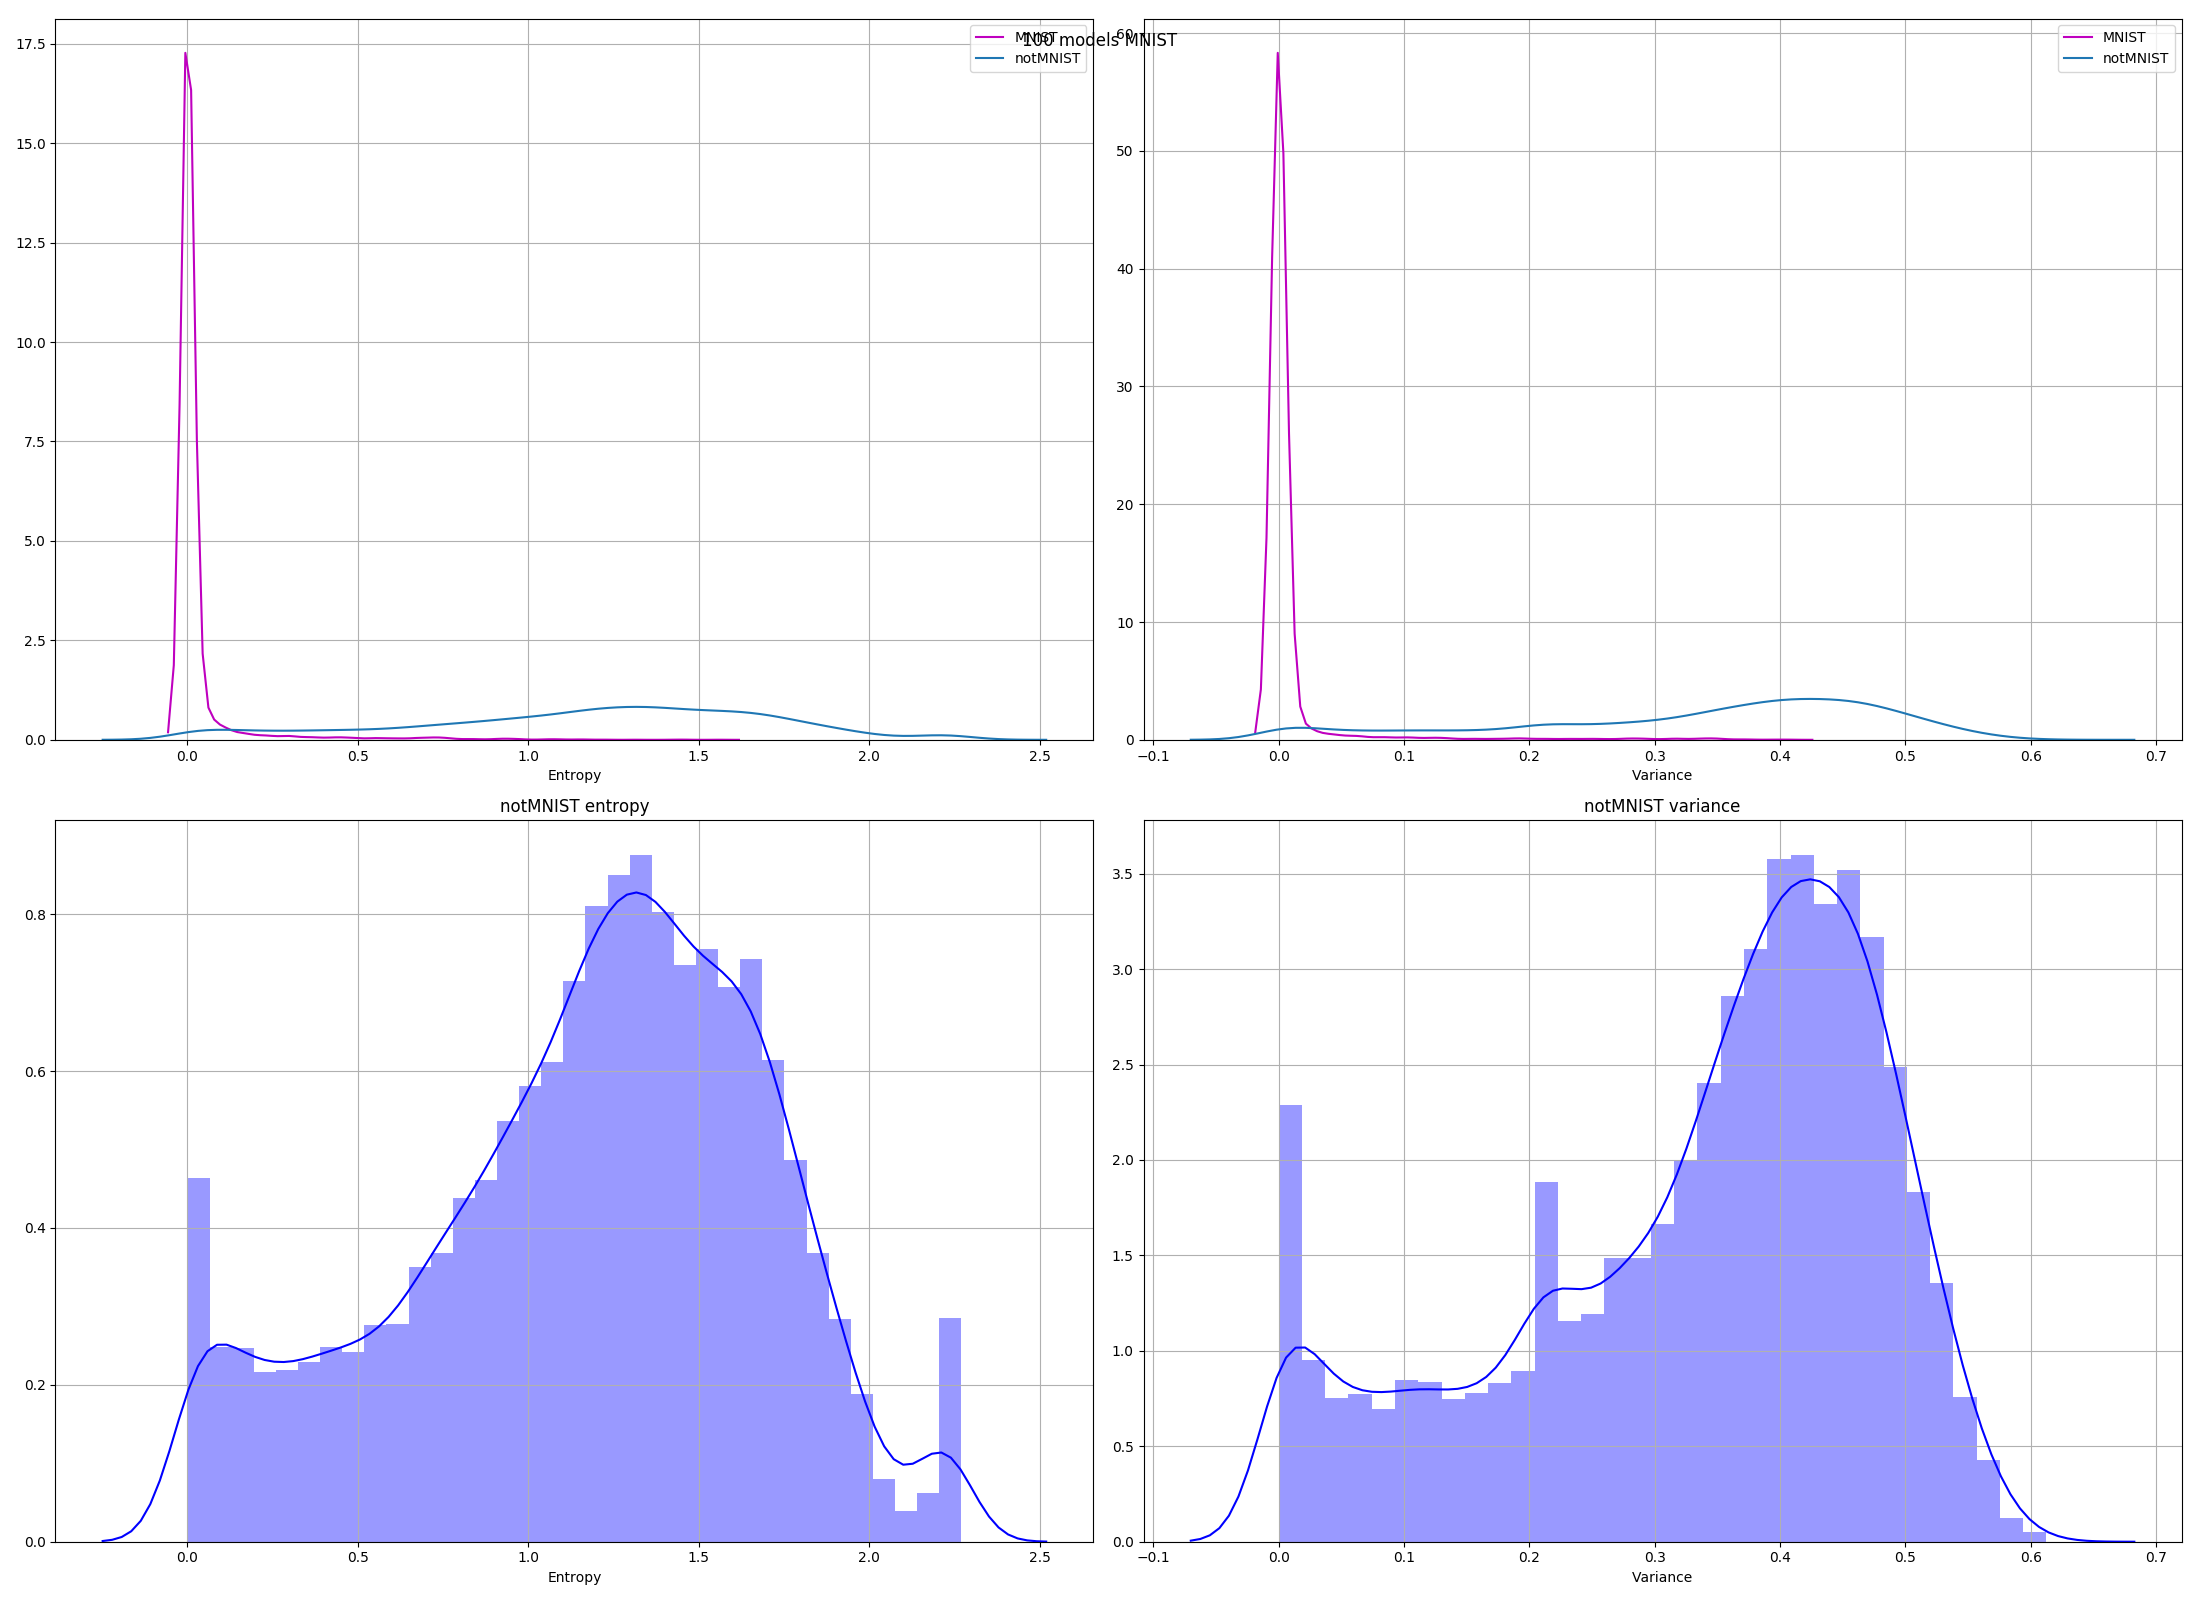 100 models MNIST
MNIST
notMNIST
17.5
15.0
12.5
10.0
7.5
5.0
2.5
0.0
0.0 0.5 1.0 1.5 2.0 2.5
Entropy
MNIST
notMNIST
60
50
40
30
20
10
0
−0.1 0.0 0.1 0.2 0.3 0.4 0.5 0.6 0.7
Variance
notMNIST entropy
0.8
0.6
0.4
0.2
0.0
0.0 0.5 1.0 1.5 2.0 2.5
Entropy
notMNIST variance
3.5
3.0
2.5
2.0
1.5
1.0
0.5
0.0
−0.1 0.0 0.1 0.2 0.3 0.4 0.5 0.6 0.7
Variance